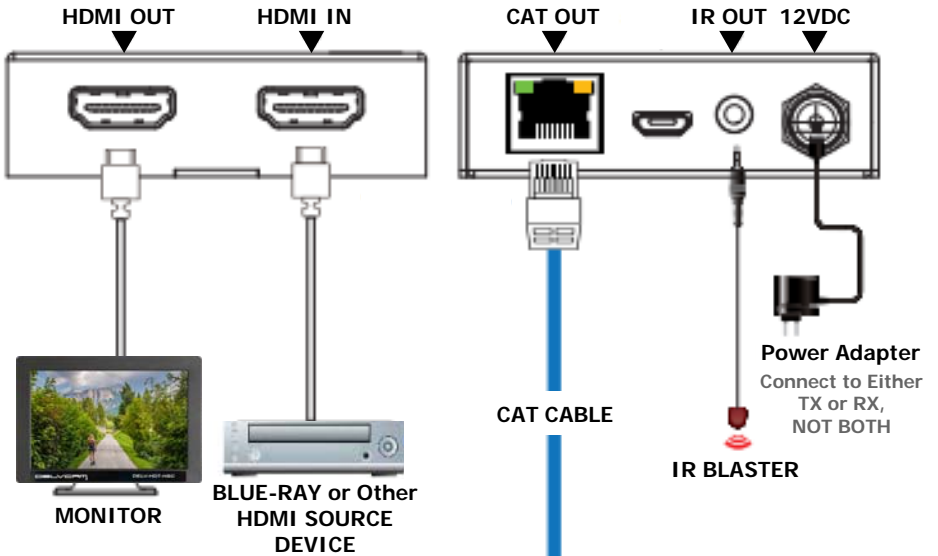 HDMI OUT
HDMI IN
CAT OUT
IR OUT
12VDC
Power Adapter
Connect to Either
TX or RX,
NOT BOTH
CAT CABLE
IR BLASTER
DELVCAM
MONITOR
BLUE-RAY or Other
HDMI SOURCE
DEVICE